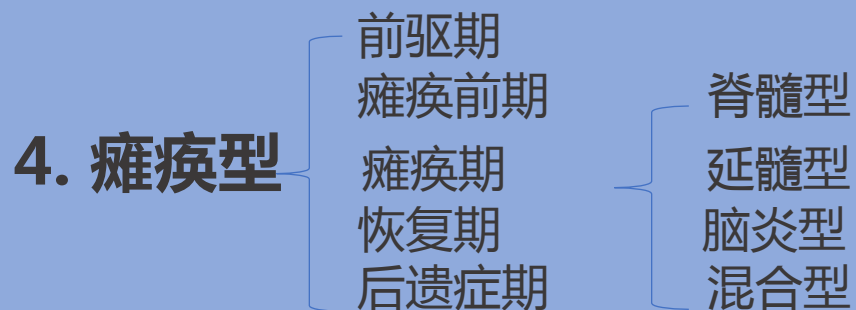 4. 瘫痪型
前驱期
瘫痪前期
瘫痪期
恢复期
后遗症期
脊髓型
延髓型
脑炎型
混合型